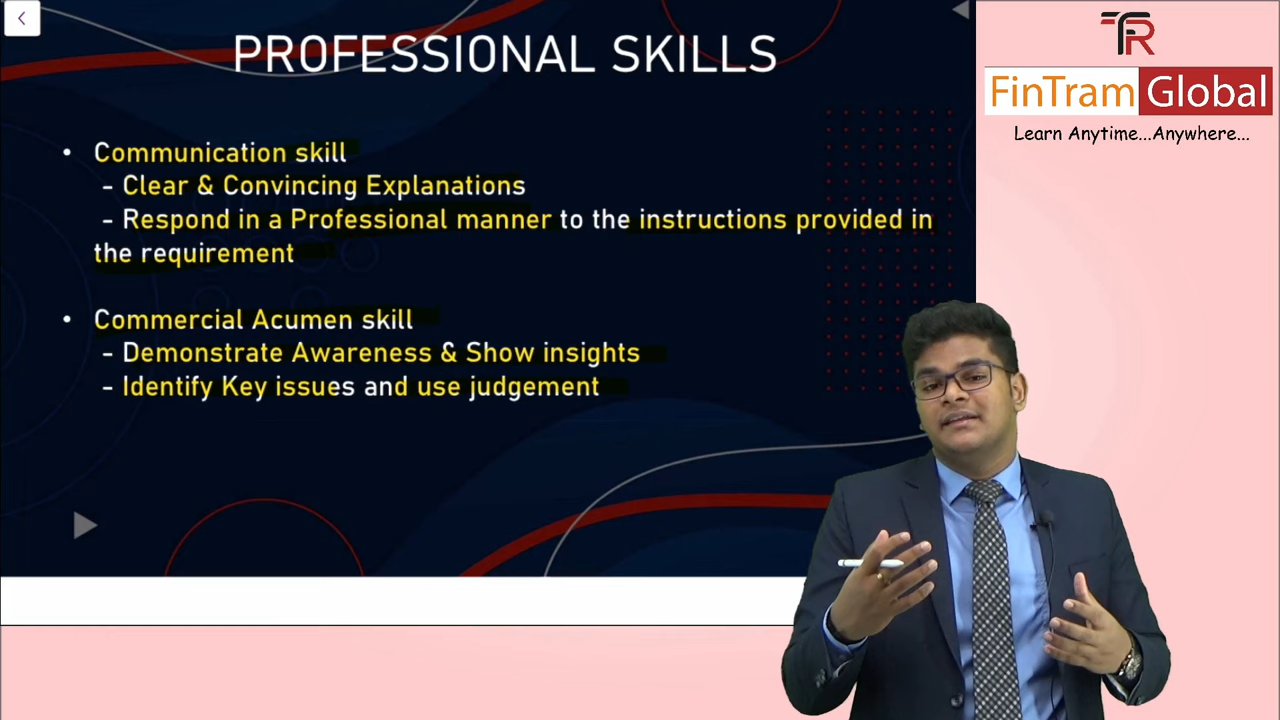 PROFESSIONAL SKILLS
• Communication skill
- Clear & Convincing Explanations
- Respond in a Professional manner to the instructions provided in
the requirement
• Commercial Acumen skill
- Demonstrate Awareness & Show insights
- Identify Key issues and use judgement
FinTram Global
Learn Anytime...Anywhere...